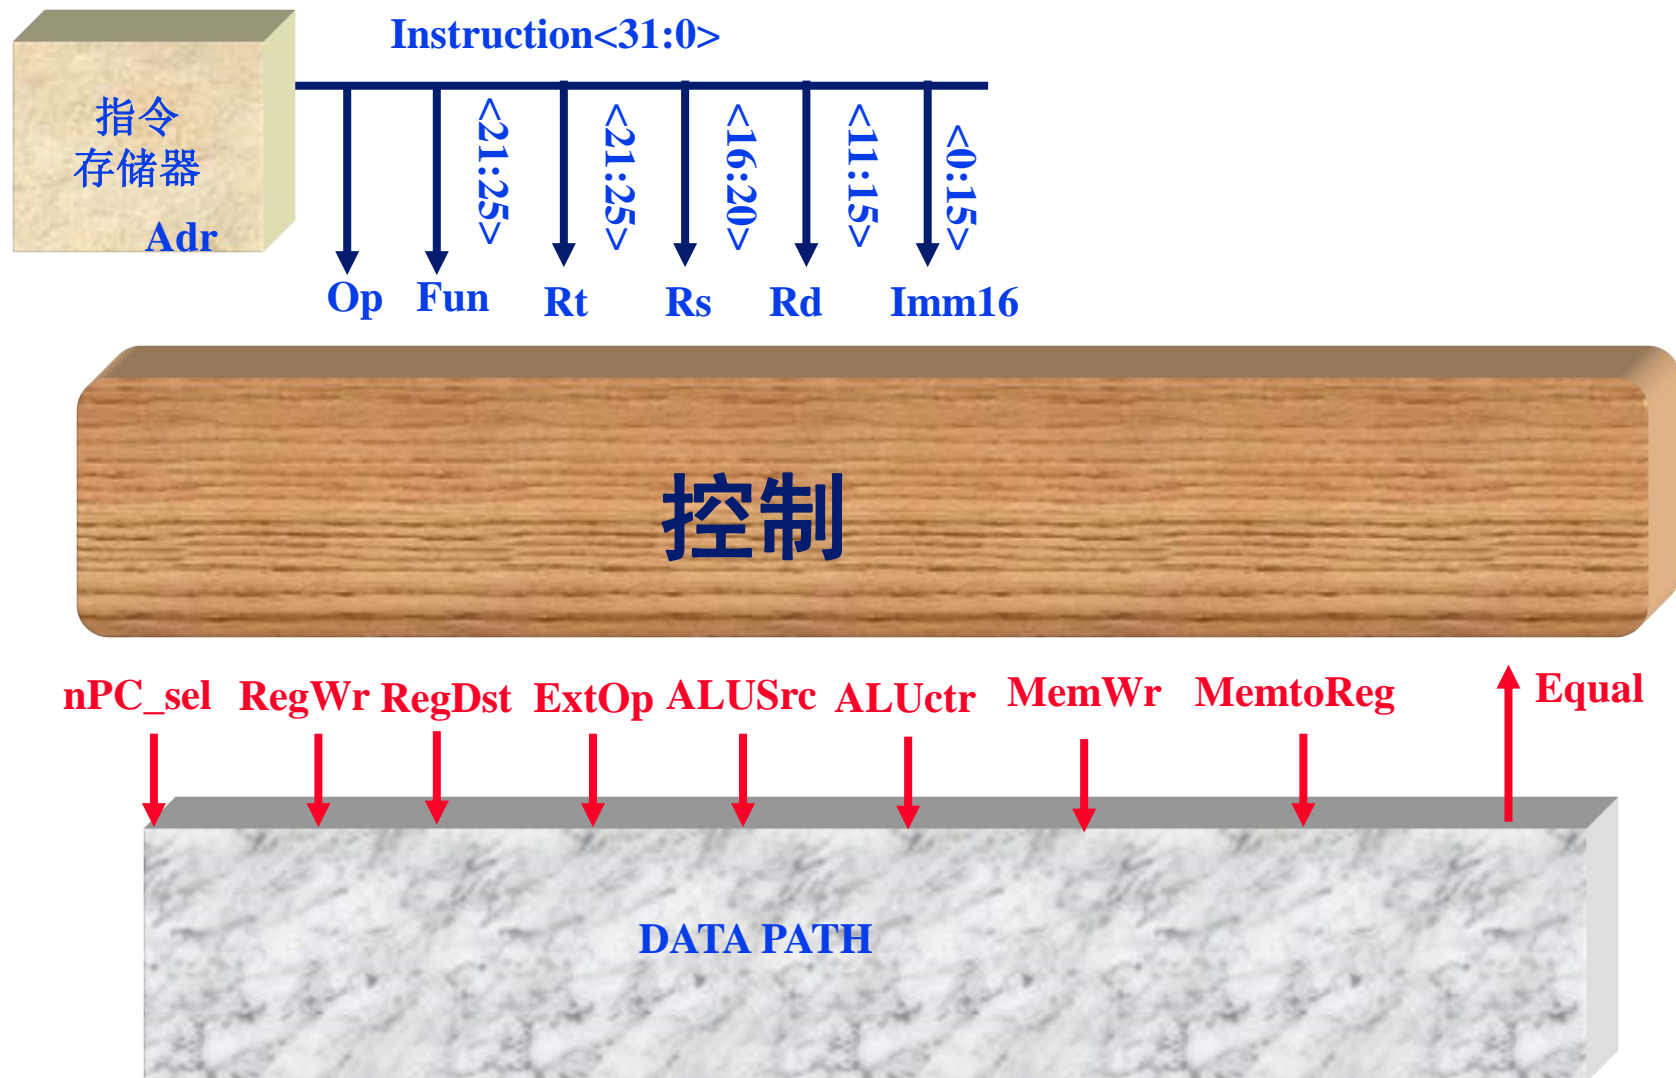 Instruction<31:0>
指令
存储器
Adr
<21:25>
<21:25>
<16:20>
<11:15>
<0:15>
Op
Fun
Rt
Rs
Rd
Imm16
控制
nPC_sel
RegWr
RegDst
ExtOp
ALUSrc
ALUctr
MemWr
MemtoReg
Equal
DATA PATH